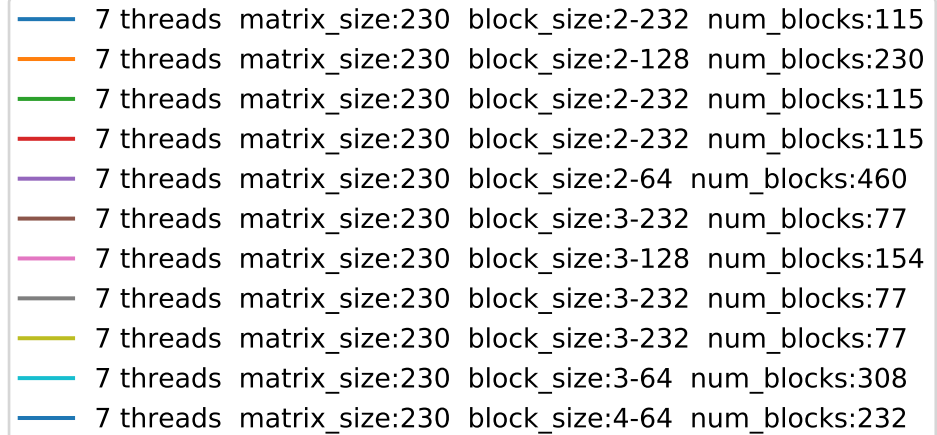 7 threads matrix_size:230 block_size:2-232 num_blocks:115
7 threads matrix_size:230 block_size:2-128 num_blocks:230
7 threads matrix_size:230 block_size:2-232 num_blocks:115
7 threads matrix_size:230 block_size:2-232 num_blocks:115
7 threads matrix_size:230 block_size:2-64 num_blocks:460
7 threads matrix_size:230 block_size:3-232 num_blocks:77
7 threads matrix_size:230 block_size:3-128 num_blocks:154
7 threads matrix_size:230 block_size:3-232 num_blocks:77
7 threads matrix_size:230 block_size:3-232 num_blocks:77
7 threads matrix_size:230 block_size:3-64 num_blocks:308
7 threads matrix_size:230 block_size:4-64 num_blocks:232